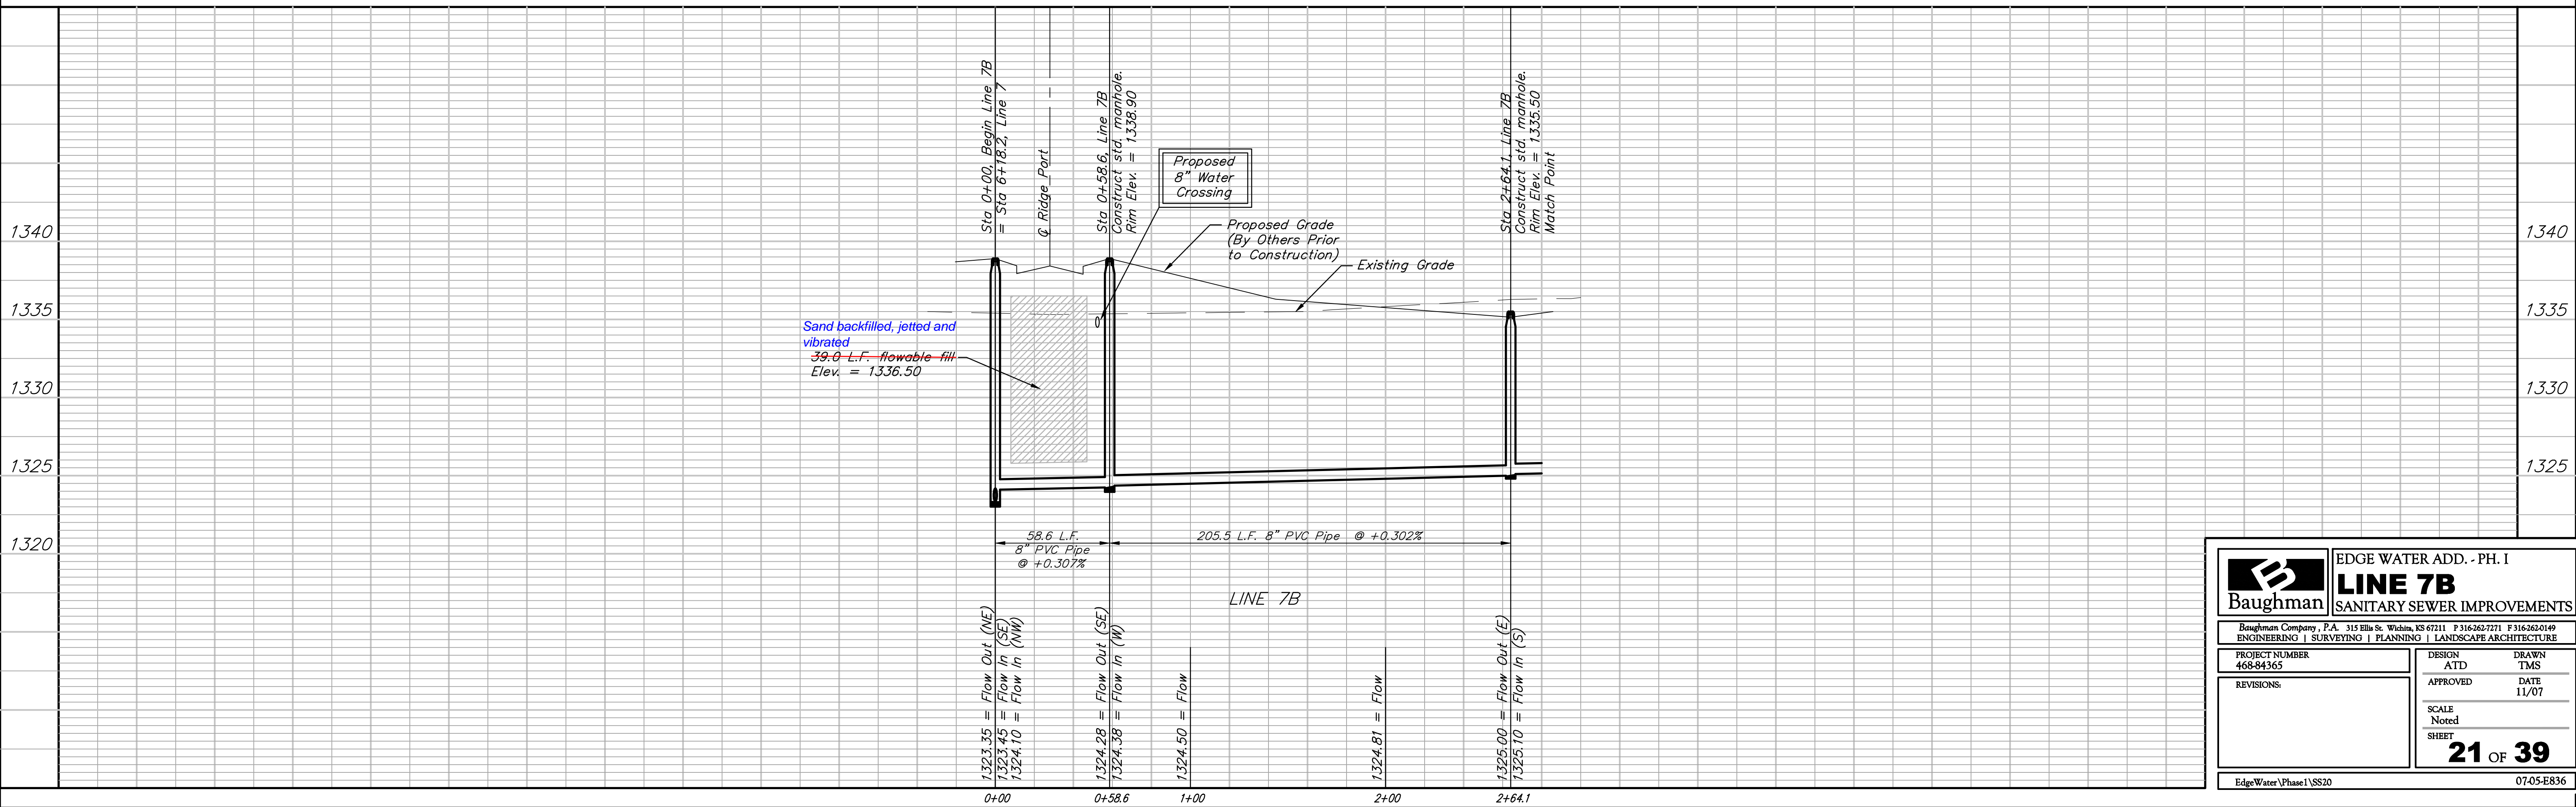 Sta 0+00, Begin Line 7B
= Sta 6+18.2, Line 7
℄ Ridge Port
Sta 0+58.6, Line 7B
Construct std. manhole.
Rim Elev. = 1338.90
Sta 2+64.1, Line 7B
Construct std. manhole.
Rim Elev. = 1335.50
Match Point
Proposed
8" Water
Crossing
Proposed Grade
(By Others Prior
to Construction)
Existing Grade
1340
1335
1330
1325
1320
1340
1335
1330
1325
Sand backfilled, jetted and
vibrated
39.0 L.F. flowable fill
Elev. = 1336.50
58.6 L.F.
8" PVC Pipe
@ +0.307%
205.5 L.F. 8" PVC Pipe @ +0.302%
LINE 7B
1323.35 = Flow Out (NE)
1323.45 = Flow In (SE)
1324.10 = Flow In (NW)
1324.28 = Flow Out (SE)
1324.38 = Flow In (W)
1324.50 = Flow
1324.81 = Flow
1325.00 = Flow Out (E)
1325.10 = Flow In (S)
0+00
0+58.6
1+00
2+00
2+64.1
B
Baughman
EDGE WATER ADD. - PH. I
LINE 7B
SANITARY SEWER IMPROVEMENTS
Baughman Company, P.A. 315 Ellis St. Wichita, KS 67211 P 316-262-7271 F 316-262-0149
ENGINEERING | SURVEYING | PLANNING | LANDSCAPE ARCHITECTURE
PROJECT NUMBER
468-84365
REVISIONS:
DESIGN
ATD
DRAWN
TMS
APPROVED
DATE
11/07
SCALE
Noted
SHEET
21 OF 39
EdgeWater\Phase1\SS20
07-05-E836